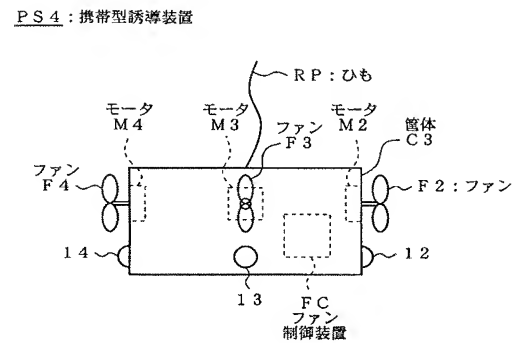 ＰＳ４：携帯型誘導装置
ＲＰ：ひも
モータ
Ｍ４
モータ
Ｍ３
ファン
Ｆ３
モータ
Ｍ２
筐体
Ｃ３
ファン
Ｆ４
Ｆ２：ファン
１４
１３
１２
ＦＣ
ファン
制御装置